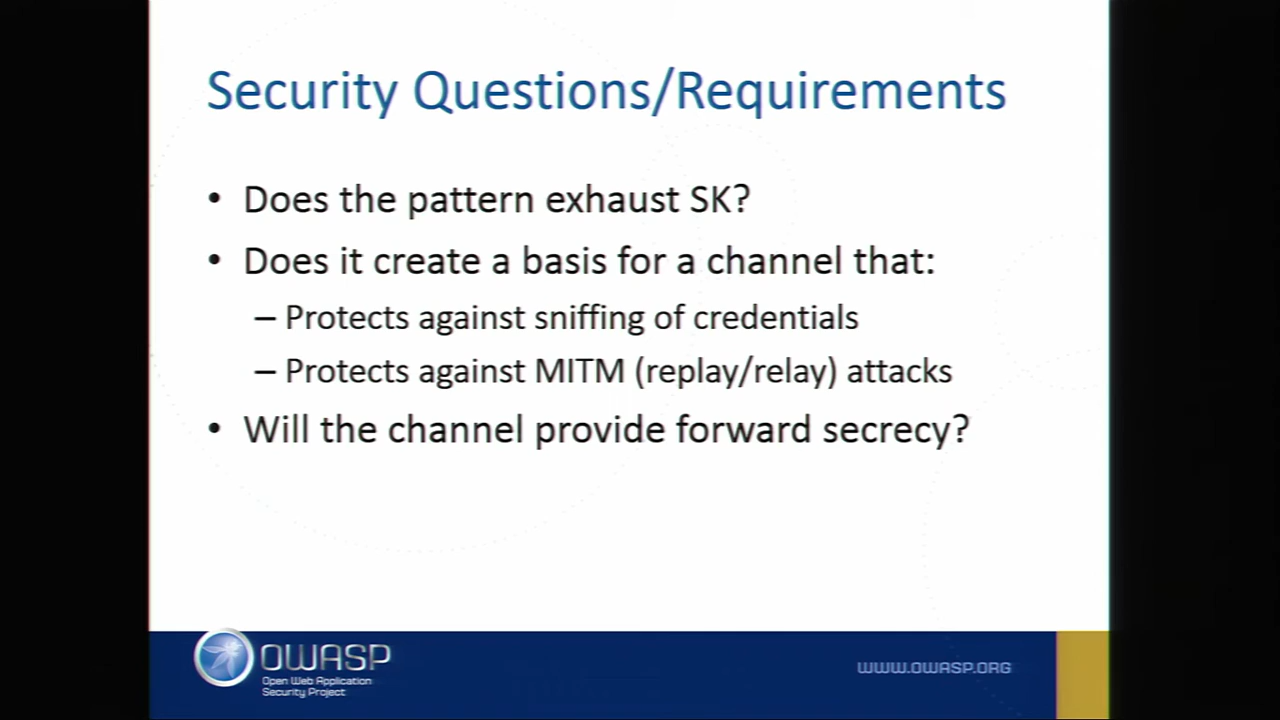 Security Questions/Requirements
• Does the pattern exhaust SK?
• Does it create a basis for a channel that:
– Protects against sniffing of credentials
– Protects against MITM (replay/relay) attacks
• Will the channel provide forward secrecy?
OWASP
Open Web Application
Security Project
WWW.OWASP.ORG